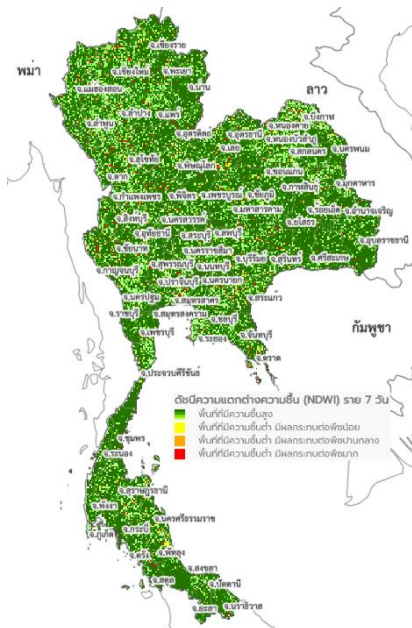 จ.เชียงราย
พม่า
จ.เชียงใหม่
จ.พะเยา
ลาว
จ.แม่ฮ่องสอน
จ.น่าน
จ.บึงกาฬ
จ.ลำปาง
จ.แพร่
จ.หนองคาย
จ.ลำพูน
จ.อุตรดิตถ์
จ.อุดรธานี
จ.หนองบัวลำภู
จ.เลย
จ.สกลนคร
จ.นครพนม
จ.สุโขทัย
จ.พิษณุโลก
จ.ขอนแก่น
จ.ตาก
จ.กาฬสินธุ์
จ.มุกดาหาร
จ.กำแพงเพชร
จ.พิจิตร
จ.เพชรบูรณ์
จ.ชัยภูมิ
จ.มหาสารคาม
จ.ร้อยเอ็ด
จ.อำนาจเจริญ
จ.สิงห์บุรี
จ.นครสวรรค์
จ.ยโสธร
จ.อุทัยธานี
จ.สระบุรี
จ.ลพบุรี
จ.อุบลราชธานี
จ.ชัยนาท
จ.นครราชสีมา
จ.บุรีรัมย์
จ.สุรินทร์
จ.ศรีสะเกษ
จ.กาญจนบุรี
จ.สุพรรณบุรี
จ.นนทบุรี
จ.ปราจีนบุรี
จ.นครนายก
จ.นครปฐม
จ.สมุทรสาคร
จ.สระแก้ว
จ.ราชบุรี
จ.สมุทรสงคราม
จ.ชลบุรี
กัมพูชา
จ.เพชรบุรี
จ.ระยอง
จ.จันทบุรี
จ.ตราด
จ.ประจวบคีรีขันธ์
ดัชนีความแตกต่างความชื้น (NDWI) ราย 7 วัน
พื้นที่ที่มีความชื้นสูง
พื้นที่ที่มีความชื้นต่ำ มีผลกระทบต่อพืชน้อย
พื้นที่ที่มีความชื้นต่ำ มีผลกระทบต่อพืชปานกลาง
พื้นที่ที่มีความชื้นต่ำ มีผลกระทบต่อพืชมาก
จ.ชุมพร
จ.ระนอง
จ.สุราษฎร์ธานี
จ.พังงา
จ.นครศรีธรรมราช
จ.กระบี่
จ.ภูเก็ต
จ.ตรัง
จ.พัทลุง
จ.สงขลา
จ.สตูล
จ.ปัตตานี
จ.ยะลา
จ.นราธิวาส